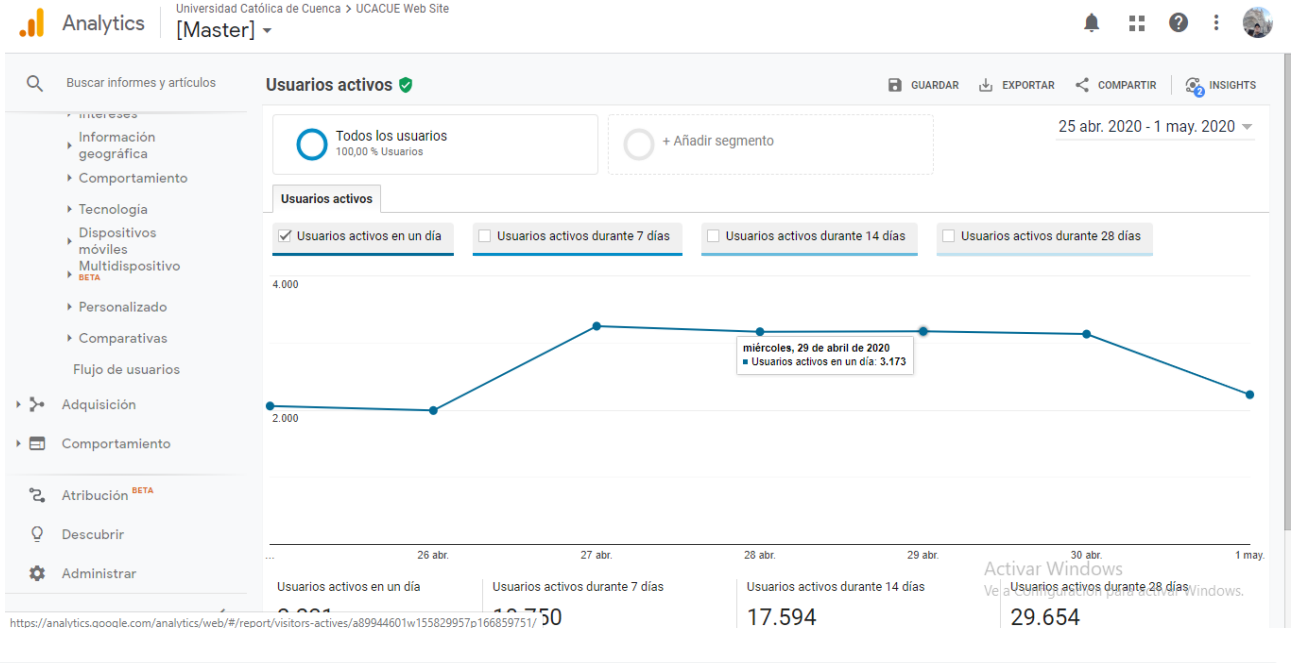 Analytics
Universidad Católica de Cuenca > UCACUE Web Site
[Master]
Buscar informes y artículos
Intereses
Información
geográfica
Comportamiento
Tecnología
Dispositivos
móviles
Multidispositivo
BETA
Personalizado
Comparativas
Flujo de usuarios
Adquisición
Comportamiento
Atribución BETA
Descubrir
Administrar
Usuarios activos
GUARDAR
EXPORTAR
COMPARTIR
2
INSIGHTS
Todos los usuarios
100,00 % Usuarios
+ Añadir segmento
25 abr. 2020 - 1 may. 2020
Usuarios activos
Usuarios activos en un día
Usuarios activos durante 7 días
Usuarios activos durante 14 días
Usuarios activos durante 28 días
4.000
miércoles, 29 de abril de 2020
Usuarios activos en un día: 3.173
2.000
...
26 abr.
27 abr.
28 abr.
29 abr.
30 abr.
1 may.
Activar Windows
Ve a Configuración para activar Windows.
Usuarios activos en un día
Usuarios activos durante 7 días
Usuarios activos durante 14 días
17.594
Usuarios activos durante 28 días
29.654
https://analytics.google.com/analytics/web/#/report/visitors-actives/a89944601w155829957p166859751/